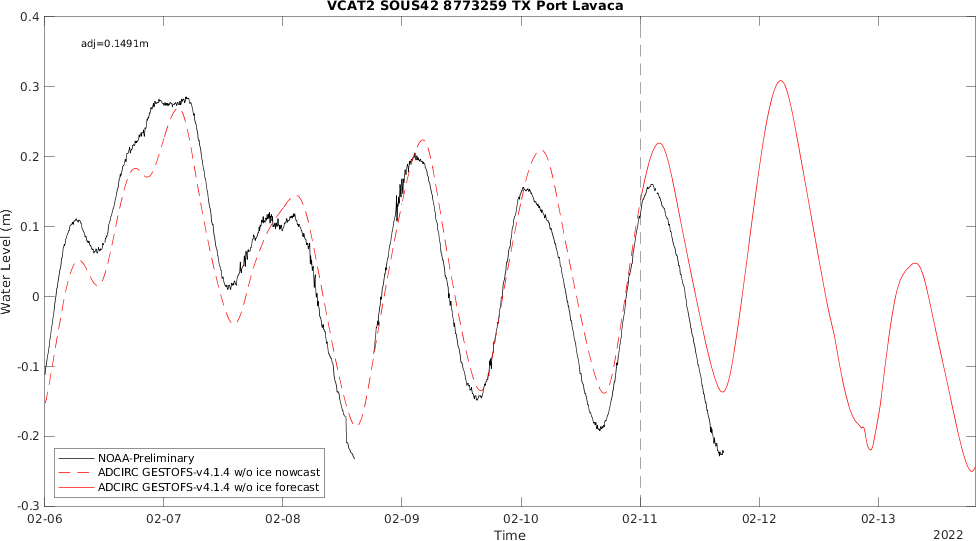 VCAT2 SOUS42 8773259 TX Port Lavaca
adj=0.1491m
0.4
0.3
0.2
0.1
0
-0.1
-0.2
-0.3
Water Level (m)
NOAA-Preliminary
ADCIRC GESTOFS-v4.1.4 w/o ice nowcast
ADCIRC GESTOFS-v4.1.4 w/o ice forecast
02-06 02-07 02-08 02-09 02-10 02-11 02-12 02-13
Time
2022